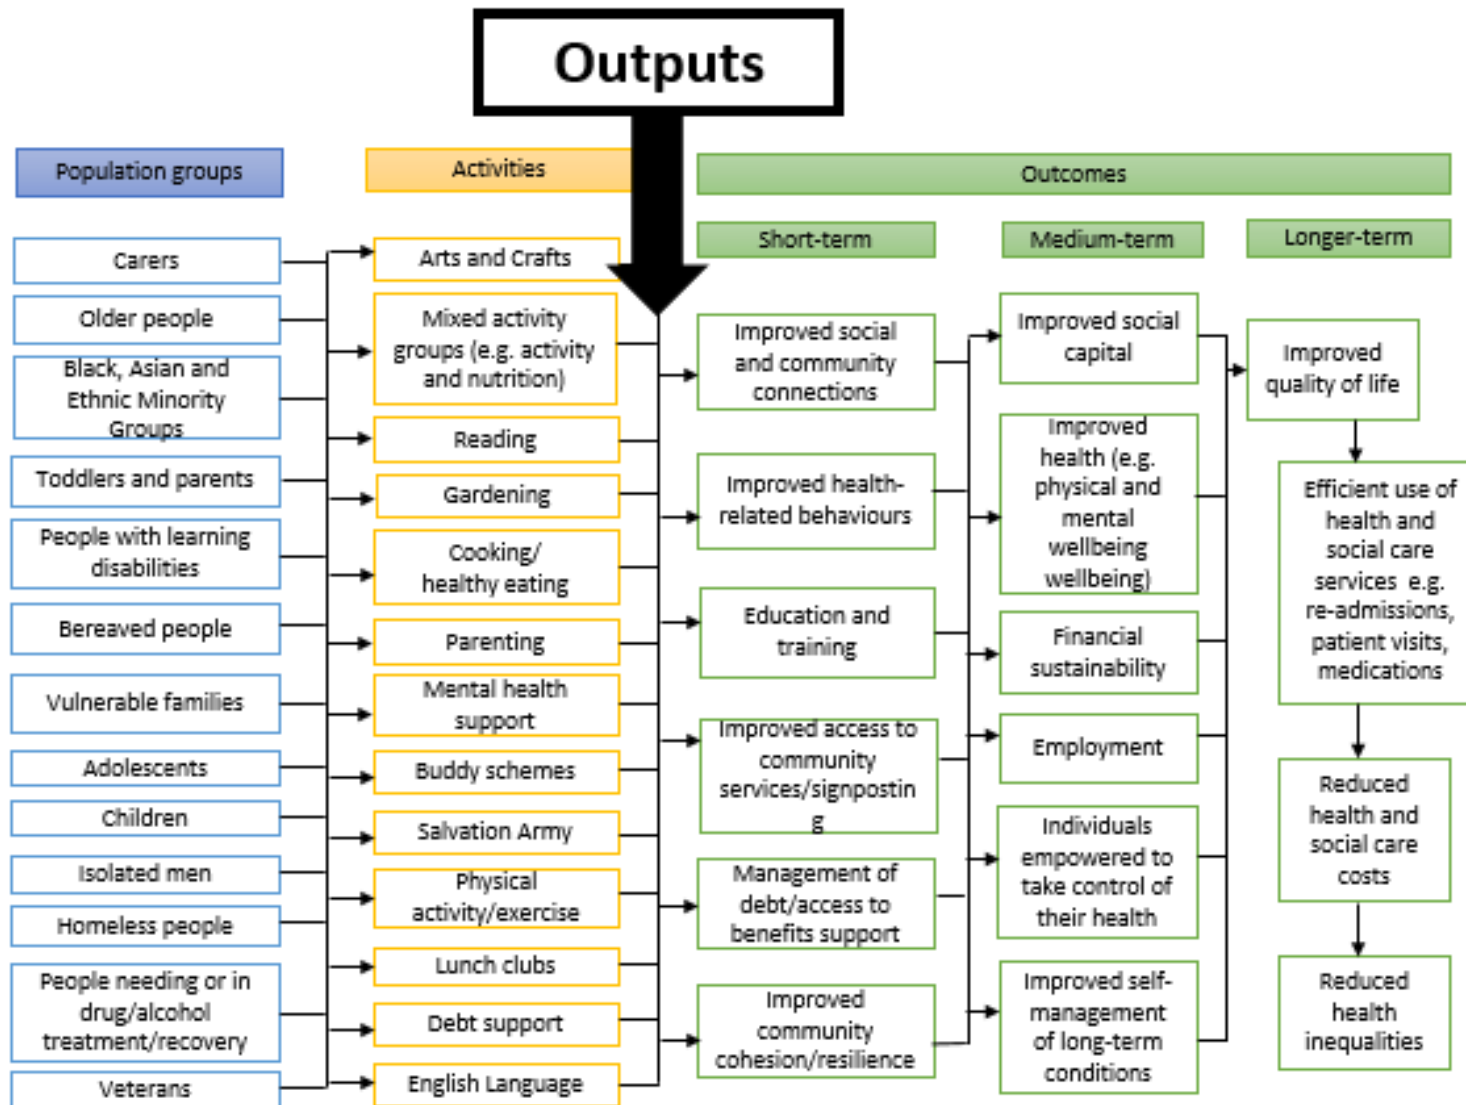 Outputs
Population groups
Activities
Outcomes
Short-term
Medium-term
Longer-term
Carers
Older people
Black, Asian and
Ethnic Minority
Groups
Toddlers and parents
People with learning
disabilities
Bereaved people
Vulnerable families
Adolescents
Children
Isolated men
Homeless people
People needing or in
drug/alcohol
treatment/recovery
Veterans
Arts and Crafts
Mixed activity
groups (e.g. activity
and nutrition)
Reading
Gardening
Cooking/
healthy eating
Parenting
Mental health
support
Buddy schemes
Salvation Army
Physical
activity/exercise
Lunch clubs
Debt support
English Language
Improved social
and community
connections
Improved health-
related behaviours
Education and
training
Improved access to
community
services/signpostin
g
Management of
debt/access to
benefits support
Improved
community
cohesion/resilience
Improved social
capital
Improved
health (e.g.
physical and
mental
wellbeing
wellbeing)
Financial
sustainability
Employment
Individuals
empowered to
take control of
their health
Improved self-
management
of long-term
conditions
Improved
quality of life
Efficient use of
health and
social care
services e.g.
re-admissions,
patient visits,
medications
Reduced
health and
social care
costs
Reduced
health
inequalities